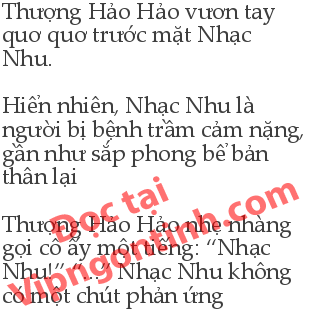 Thượng Hảo Hảo vươn tay
quơ quơ trước mặt Nhạc
Nhu.
Hiển nhiên, Nhạc Nhu là
người bị bệnh trầm cảm nặng,
gần như sắp phong bế bản
thân lại
Thượng Hảo Hảo nhẹ nhàng
gọi cô ấy một tiếng: “Nhạc
Nhu!” “...” Nhạc Nhu không
có một chút phản ứng
Đọc tại
Vipngontinh.com